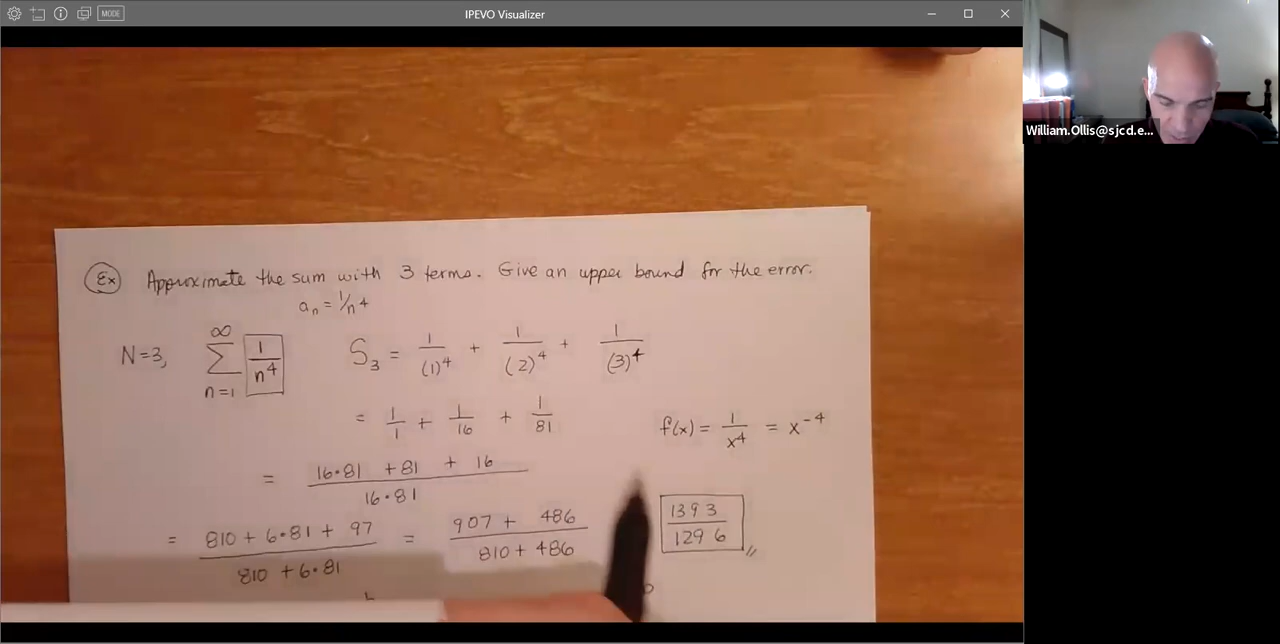 MODE
IPEVO Visualizer
William.Ollis@sjcd.e...
Ex Approximate the sum with 3 terms. Give an upper bound for the error.
aₙ = 1/n⁴
N=3, ∞ Σ n=1 1/n⁴ S₃ = 1/(1)⁴ + 1/(2)⁴ + 1/(3)⁴
= 1/1 + 1/16 + 1/81
f(x) = 1/x⁴ = x⁻⁴
= 16·81 + 81 + 16 / 16·81
= 810 + 6·81 + 97 / 810 + 6·81 = 907 + 486 / 810 + 486 1393/1296